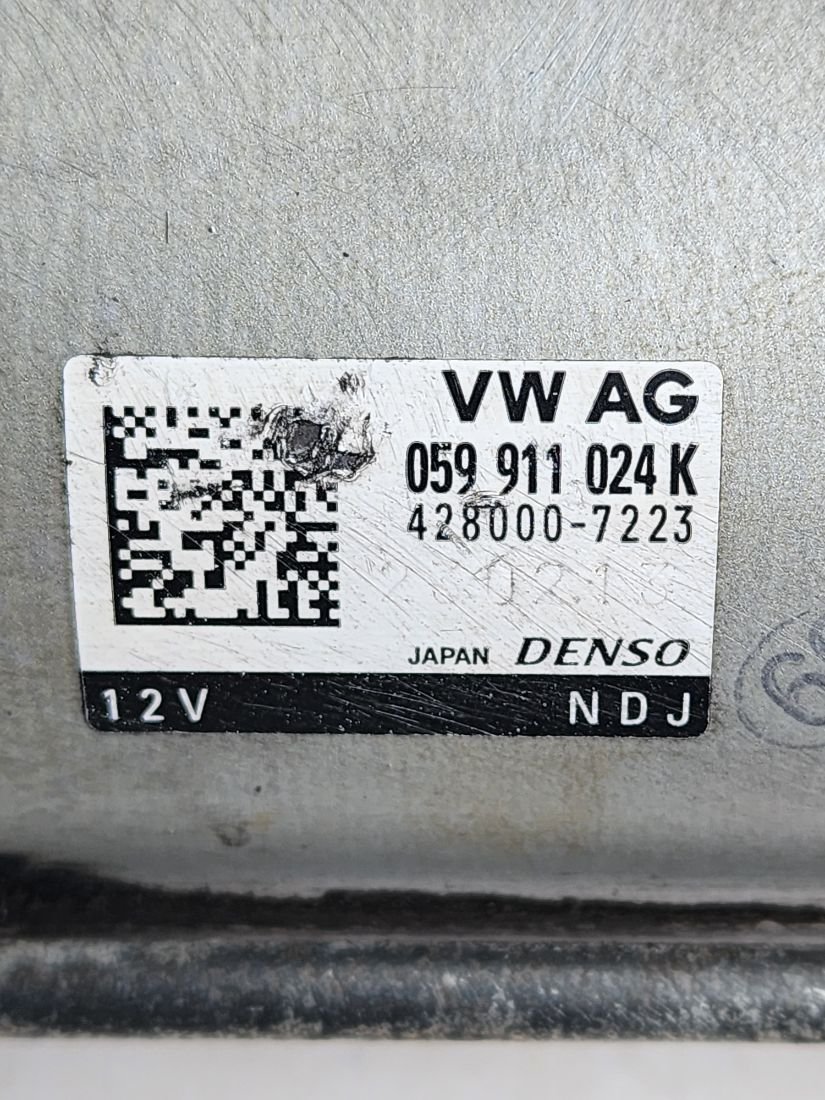 VW AG
059 911 024 K
428000-7223
JAPAN DENSO
12V NDJ